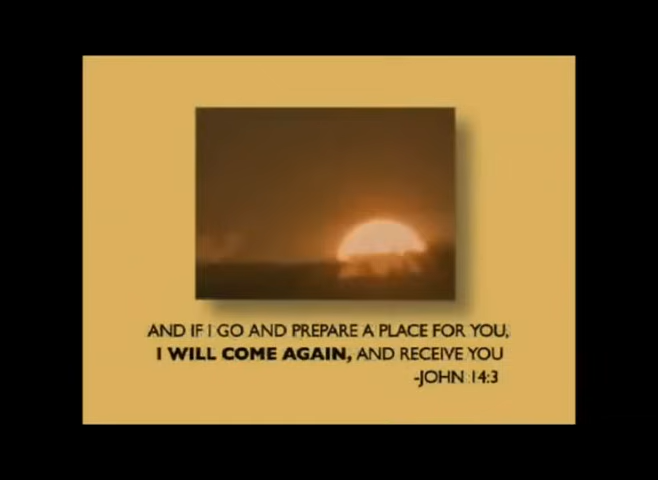 AND IF I GO AND PREPARE A PLACE FOR YOU,
I WILL COME AGAIN, AND RECEIVE YOU
-JOHN 14:3